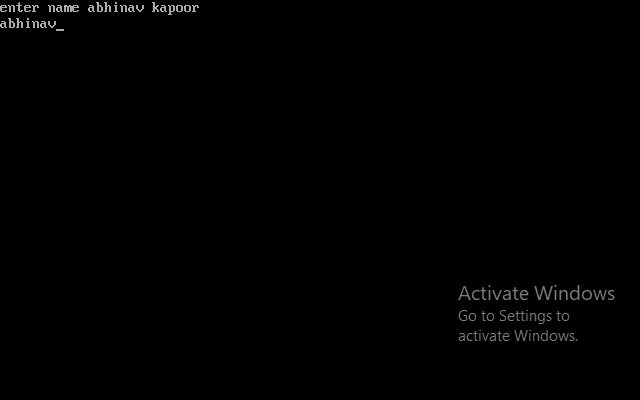 enter name abhinav kapoor
abhinav_
Activate Windows
Go to Settings to
activate Windows.